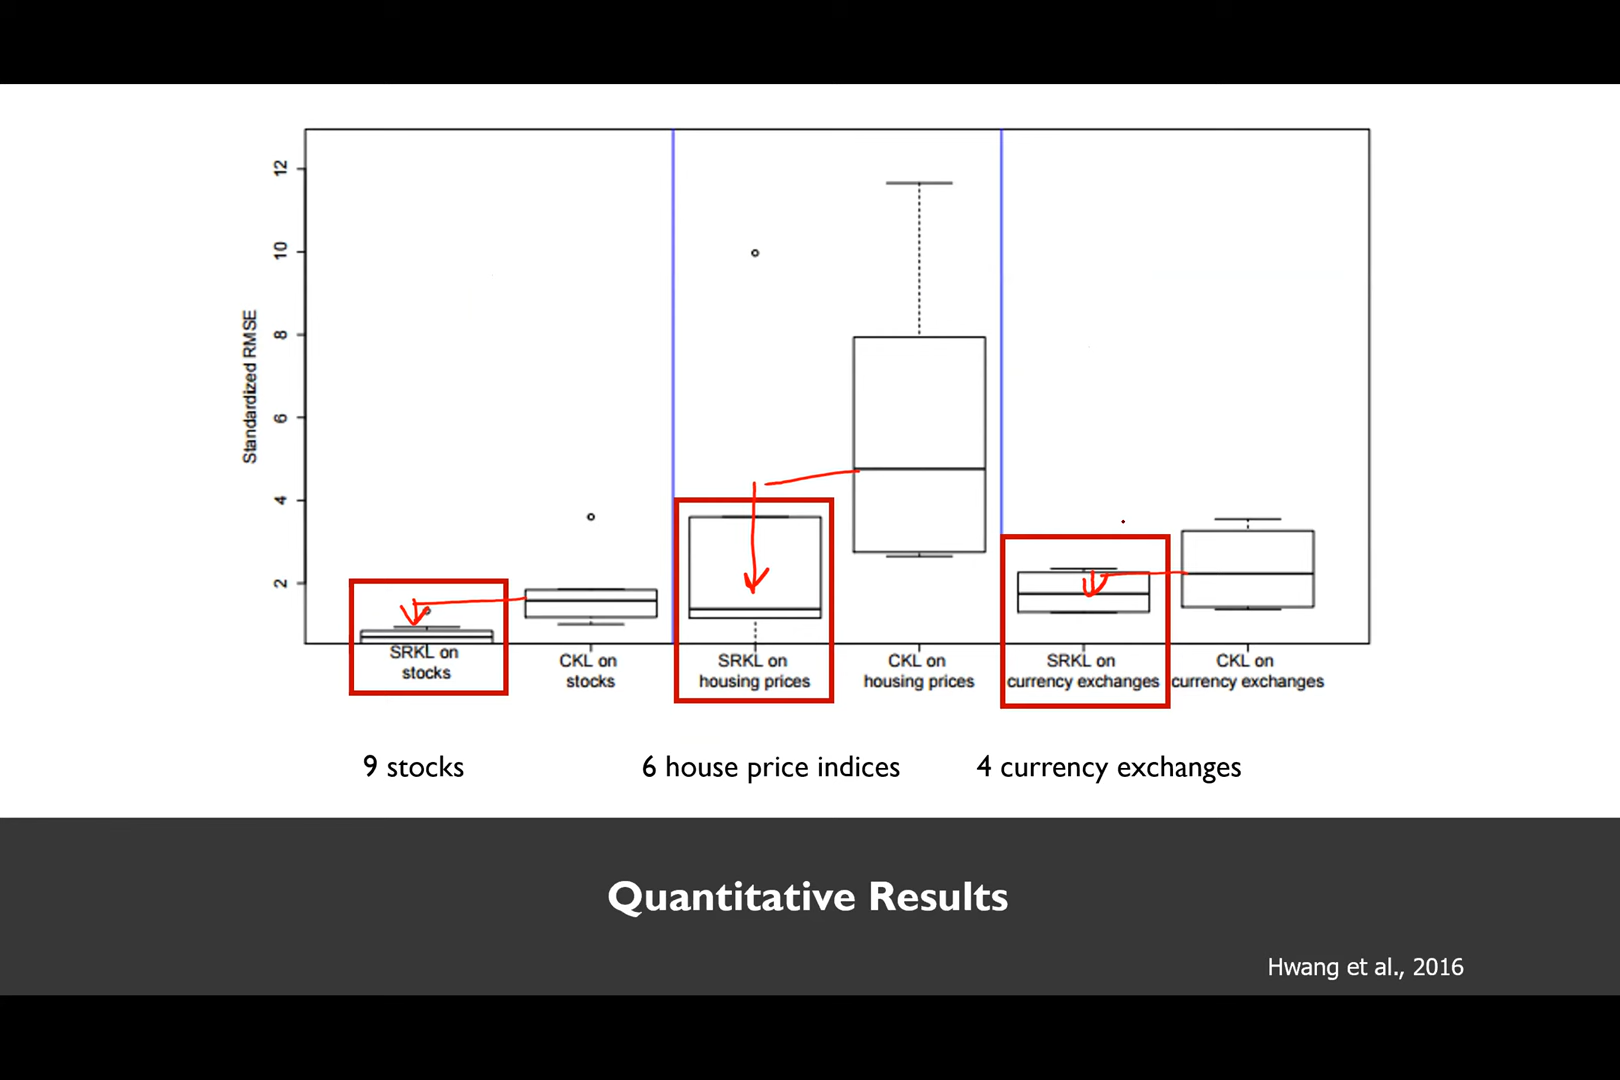 Standardized RMSE
12
10
8
6
4
2
SRKL on
stocks
CKL on
stocks
SRKL on
housing prices
CKL on
housing prices
SRKL on
currency exchanges
CKL on
currency exchanges
9 stocks
6 house price indices
4 currency exchanges
Quantitative Results
Hwang et al., 2016